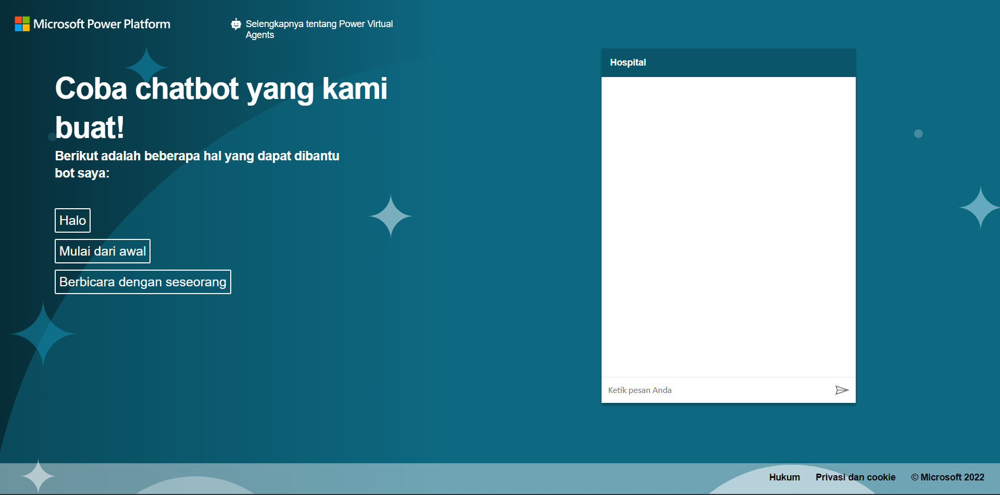 Microsoft Power Platform
Selengkapnya tentang Power Virtual
Agents
Coba chatbot yang kami
buat!
Berikut adalah beberapa hal yang dapat dibantu
bot saya:
Halo
Mulai dari awal
Berbicara dengan seseorang
Hospital
Ketik pesan Anda
Hukum
Privasi dan cookie
© Microsoft 2022